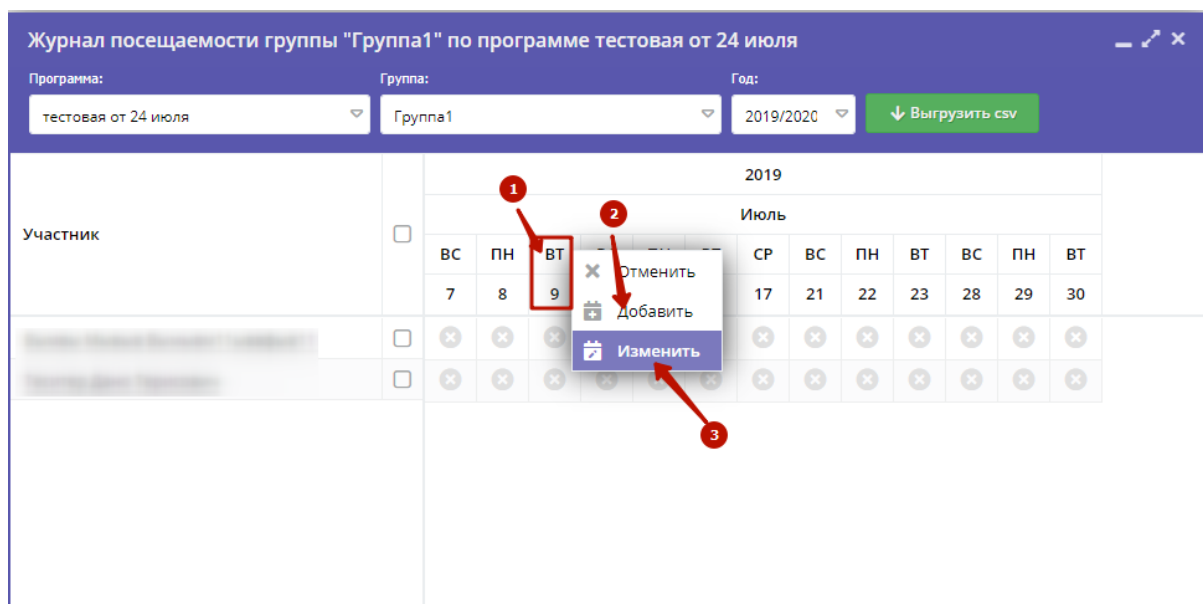 Журнал посещаемости группы "Группа1" по программе тестовая от 24 июля
Программа: Группа: Год:
тестовая от 24 июля Группа1 2019/2020 Выгрузить csv
2019
1
2
Июль
Участник
ВС ПН ВТ СР ВС ПН ВТ ВС ПН ВТ
Отменить
7 8 9 17 21 22 23 28 29 30
Добавить
Изменить
3